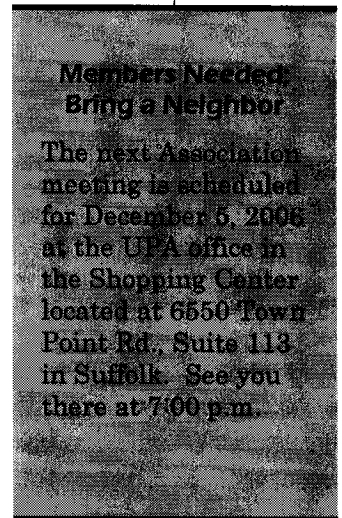 Members Needed:
Bring a Neighbor
The next Association
meeting is scheduled
for December 5, 2006
at the UPA office in
the Shopping Center
located at 6550 Town
Point Rd., Suite 113
in Suffolk. See you
there at 7:00 p.m.